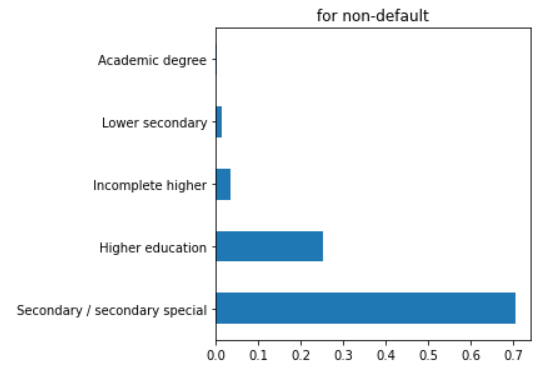 for non-default
Academic degree
Lower secondary
Incomplete higher
Higher education
Secondary / secondary special
0.0 0.1 0.2 0.3 0.4 0.5 0.6 0.7